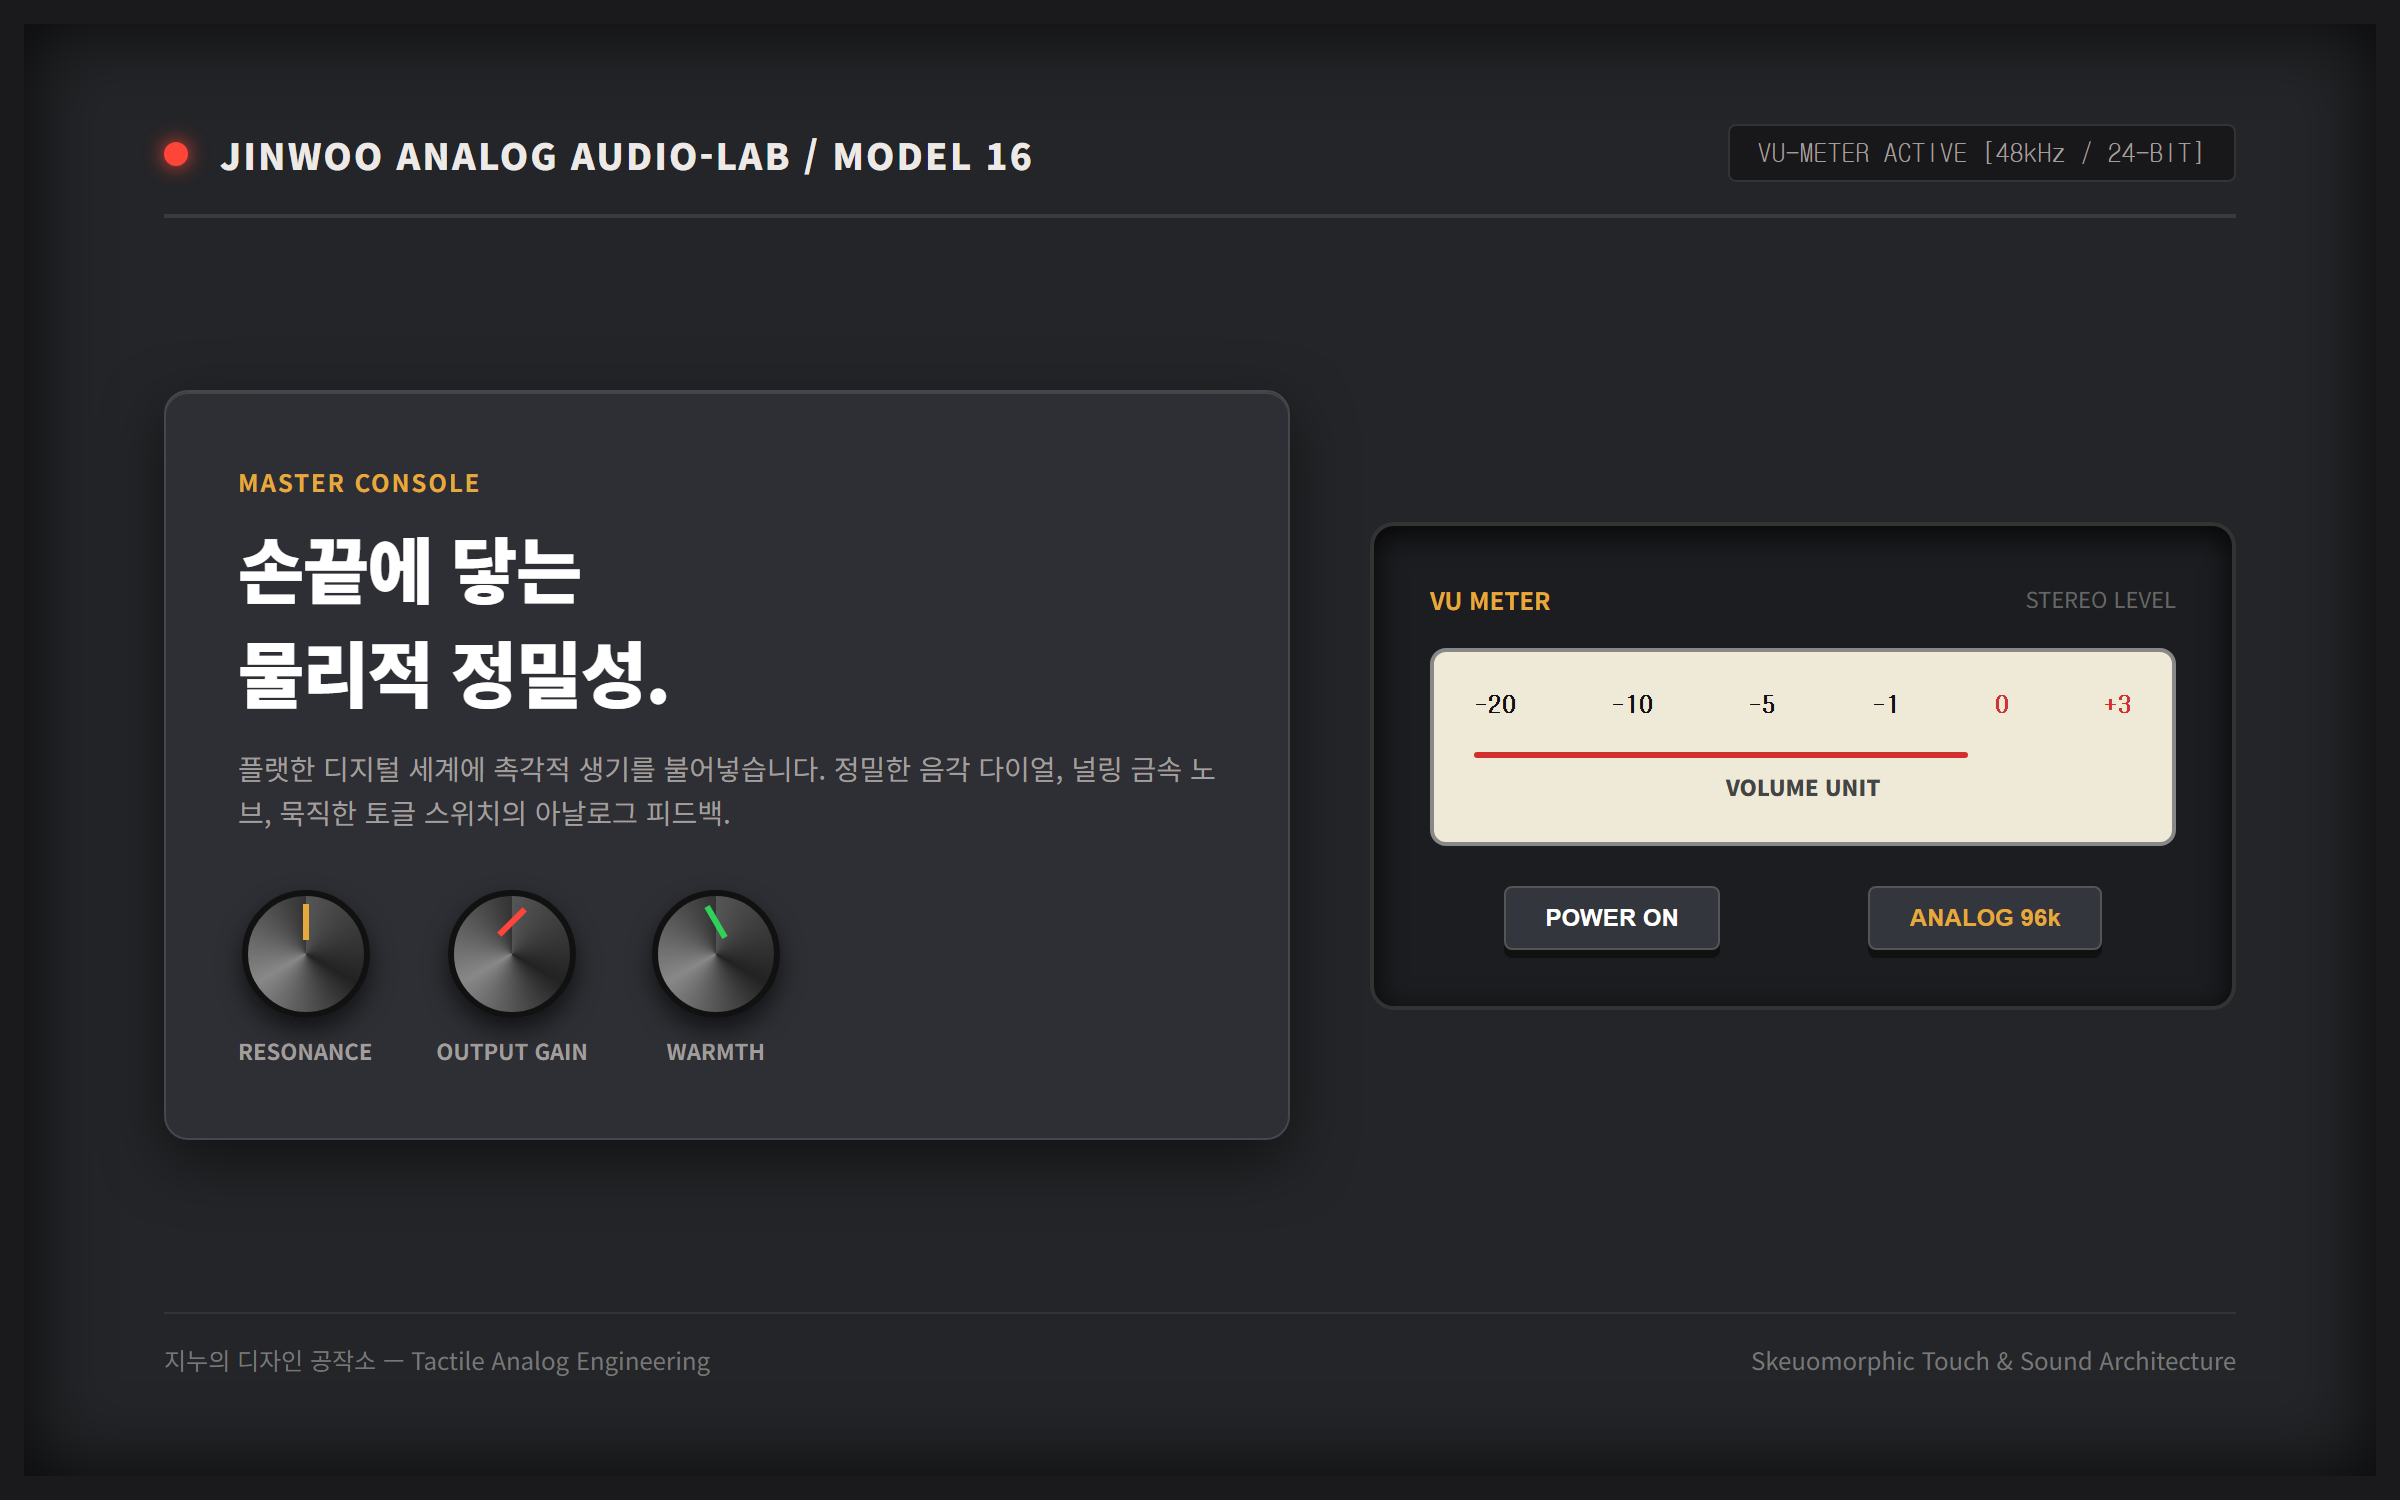 JINWOO ANALOG AUDIO-LAB / MODEL 16
VU-METER ACTIVE [48kHz / 24-BIT]
MASTER CONSOLE
손끝에 닿는
물리적 정밀성.
플랫한 디지털 세계에 촉각적 생기를 불어넣습니다. 정밀한 음각 다이얼, 널링 금속 노
브, 묵직한 토글 스위치의 아날로그 피드백.
RESONANCE
OUTPUT GAIN
WARMTH
VU METER
STEREO LEVEL
-20 -10 -5 -1 0 +3
VOLUME UNIT
POWER ON
ANALOG 96k
지누의 디자인 공작소 — Tactile Analog Engineering
Skeuomorphic Touch & Sound Architecture